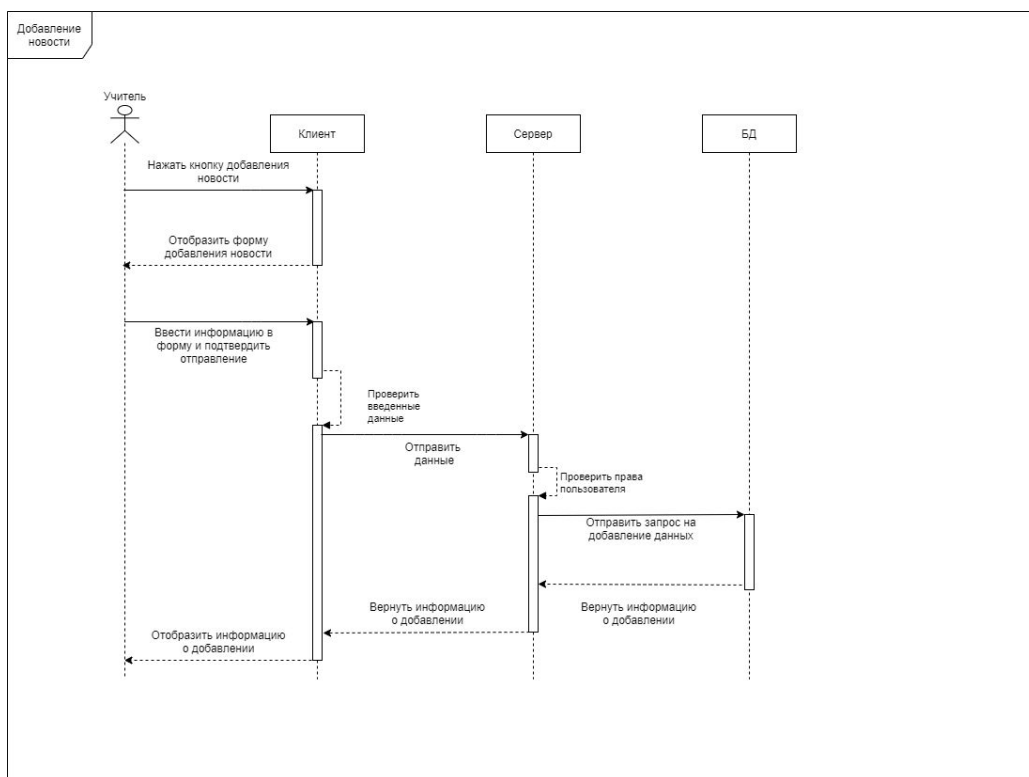 Добавление
новости
Учитель
Клиент
Сервер
БД
Нажать кнопку добавления
новости
Отобразить форму
добавления новости
Ввести информацию в
форму и подтвердить
отправление
Проверить
введенные
данные
Отправить
данные
Проверить права
пользователя
Отправить запрос на
добавление данных
Вернуть информацию
о добавлении
Вернуть информацию
о добавлении
Отобразить информацию
о добавлении